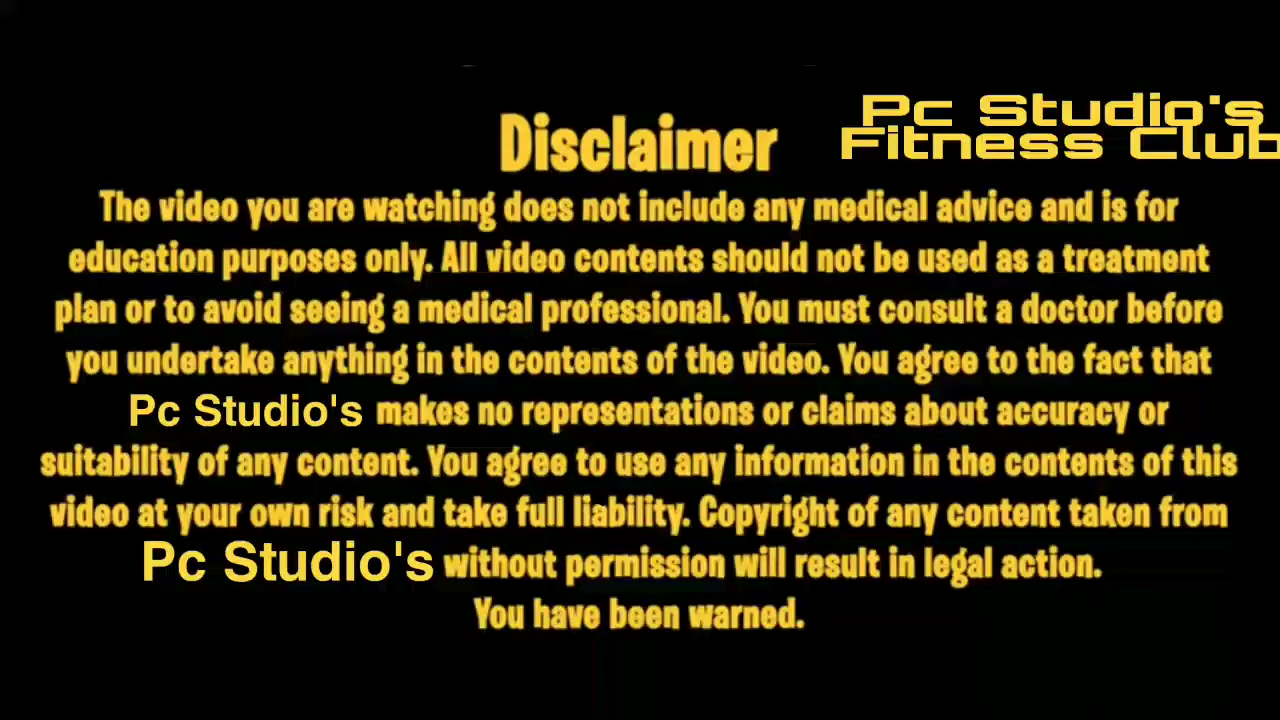 Pc Studio's
Fitness Club
Disclaimer
The video you are watching does not include any medical advice and is for
education purposes only. All video contents should not be used as a treatment
plan or to avoid seeing a medical professional. You must consult a doctor before
you undertake anything in the contents of the video. You agree to the fact that
Pc Studio's makes no representations or claims about accuracy or
suitability of any content. You agree to use any information in the contents of this
video at your own risk and take full liability. Copyright of any content taken from
Pc Studio's without permission will result in legal action.
You have been warned.